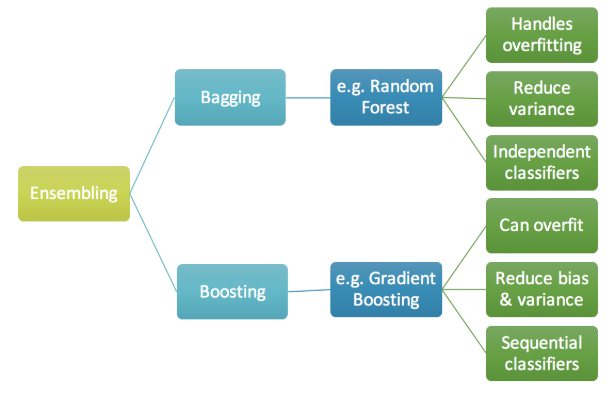 Ensembling
Bagging
e.g. Random
Forest
Handles
overfitting
Reduce
variance
Independent
classifiers
Boosting
e.g. Gradient
Boosting
Can overfit
Reduce bias
& variance
Sequential
classifiers